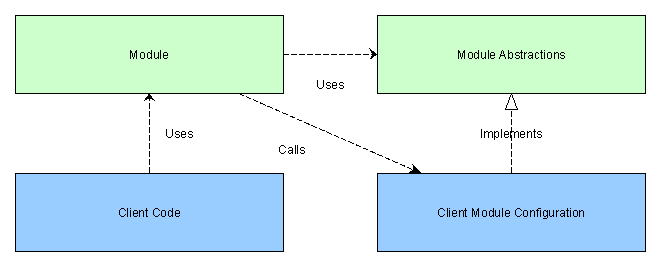 Module
Module Abstractions
Uses
Uses
Implements
Calls
Client Code
Client Module Configuration